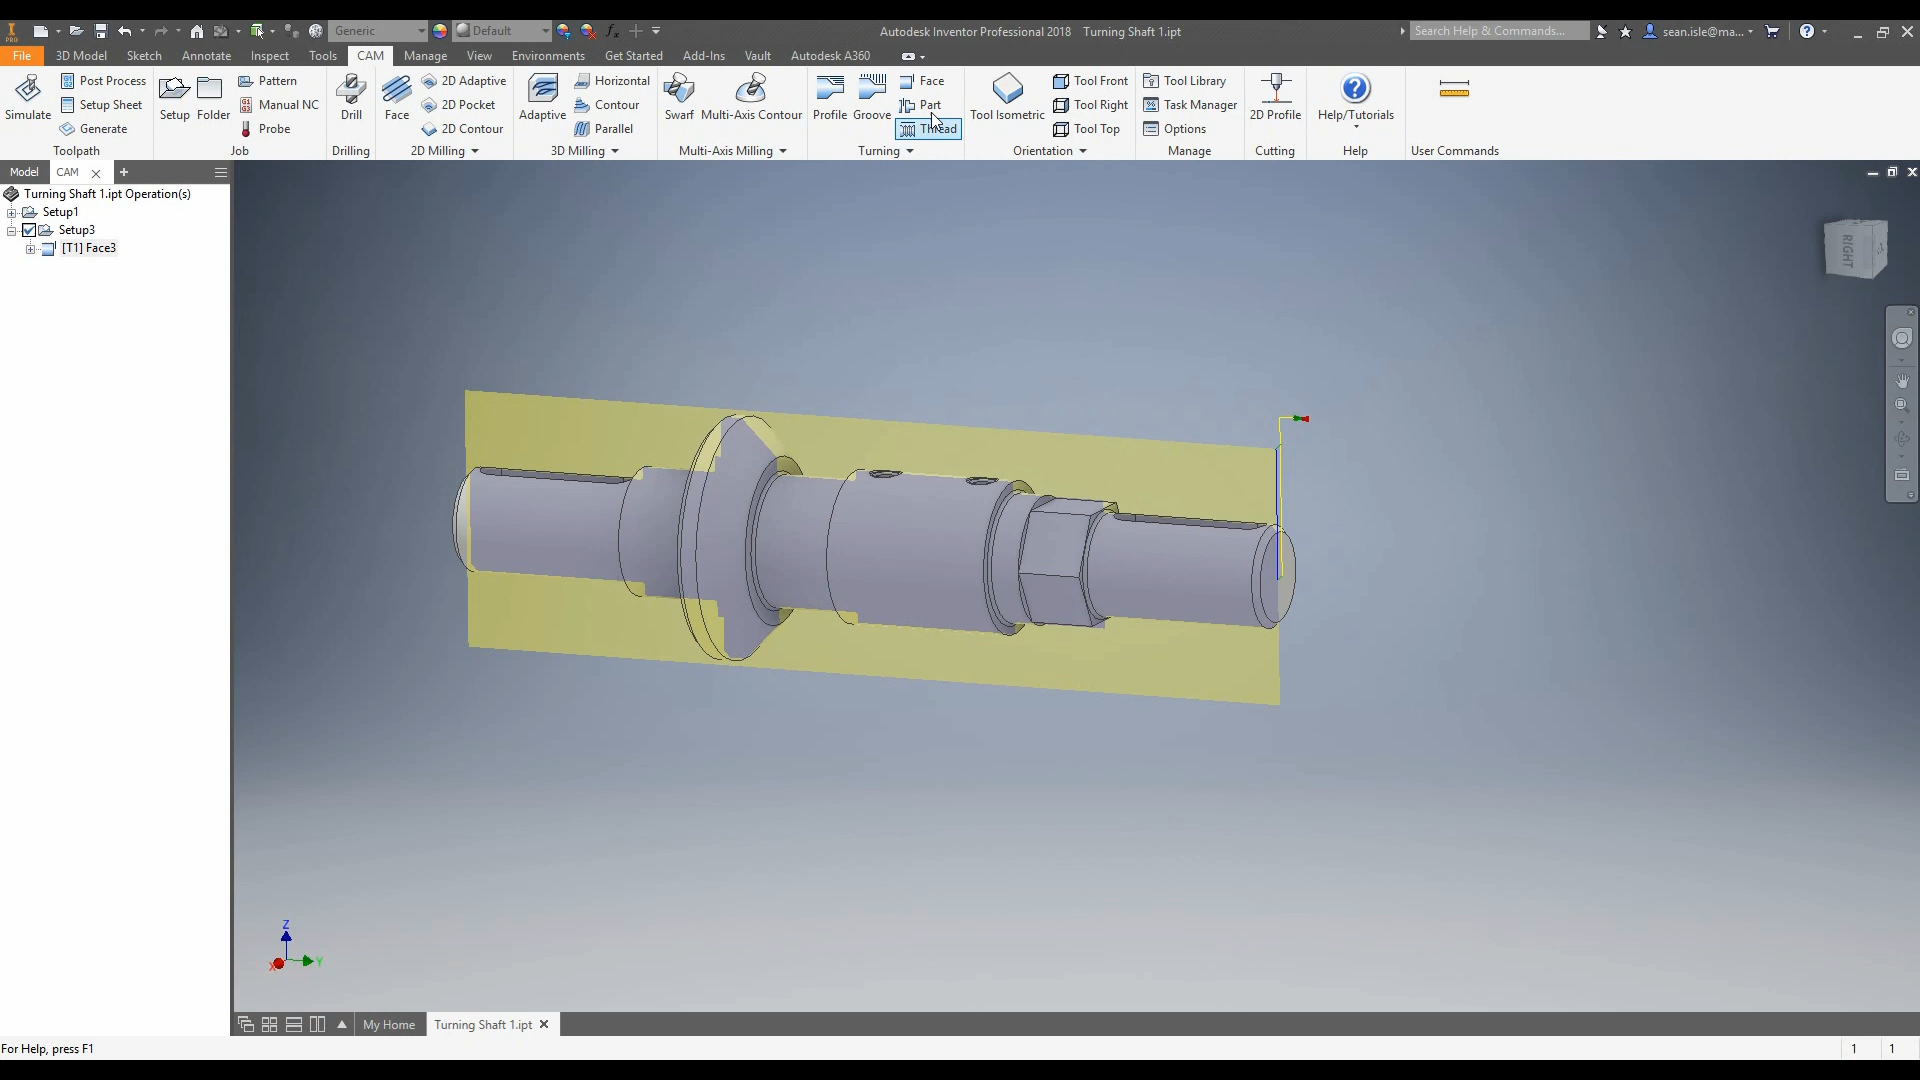 Generic
Default
Autodesk Inventor Professional 2018 Turning Shaft 1.ipt
Search Help & Commands...
sean.isle@ma...
PRO
File 3D Model Sketch Annotate Inspect Tools CAM Manage View Environments Get Started Add-Ins Vault Autodesk A360
Simulate
Post Process
Setup Sheet
Generate
Toolpath
Setup
Folder
Pattern
Manual NC
Probe
Job
Drill
Drilling
Face
2D Adaptive
2D Pocket
2D Contour
2D Milling
Adaptive
Horizontal
Contour
Parallel
3D Milling
Swarf
Multi-Axis Contour
Multi-Axis Milling
Profile
Groove
Face
Part
Thread
Turning
Tool Isometric
Tool Front
Tool Right
Tool Top
Orientation
Tool Library
Task Manager
Options
Manage
2D Profile
Cutting
Help/Tutorials
Help
User Commands
Model CAM
Turning Shaft 1.ipt Operation(s)
Setup1
Setup3
[T1] Face3
RIGHT
Z
X
Y
My Home
Turning Shaft 1.ipt
For Help, press F1
1 1